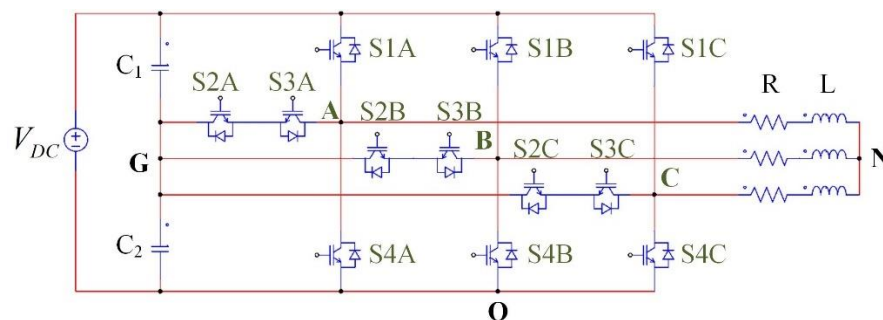 S1A
S1B
S1C
C1
S2A
S3A
R
L
A
S2B
S3B
VDC
G
B
S2C
S3C
N
C
C2
S4A
S4B
S4C
O